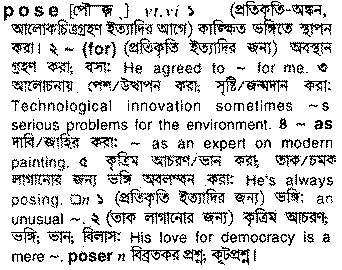 pose [পৌজ়্] vt.vi ১ (প্রতিকৃতি-অঙ্কন,
আলোকচিত্রগ্রহণ ইত্যাদির আগে) কাঙ্ক্ষিত ভঙ্গিতে স্থাপন
করা। ২ ~ (for) (প্রতিকৃতি ইত্যাদির জন্য) অবস্থান
গ্রহণ করা; বসা: He agreed to ~ for me. ৩
আলোচনায় পেশ/উত্থাপন করা; সৃষ্টি/জন্মদান করা:
Technological innovation sometimes ~s
serious problems for the environment. ৪ ~ as
দাবি/জাহির করা: ~ as an expert on modern
painting. ৫ কৃত্রিম আচরণ/ভান করা; তাক/চমক
লাগানোর জন্য ভঙ্গি অবলম্বন করা: He's always
posing. □n ১ (প্রতিকৃতি ইত্যাদির জন্য) ভঙ্গি: an
unusual ~. ২ (তাক লাগানোর জন্য) কৃত্রিম আচরণ;
ভঙ্গি; ভান; বিলাস: His love for democracy is a
mere ~. poser n বিব্রতকর প্রশ্ন; কূটপ্রশ্ন।